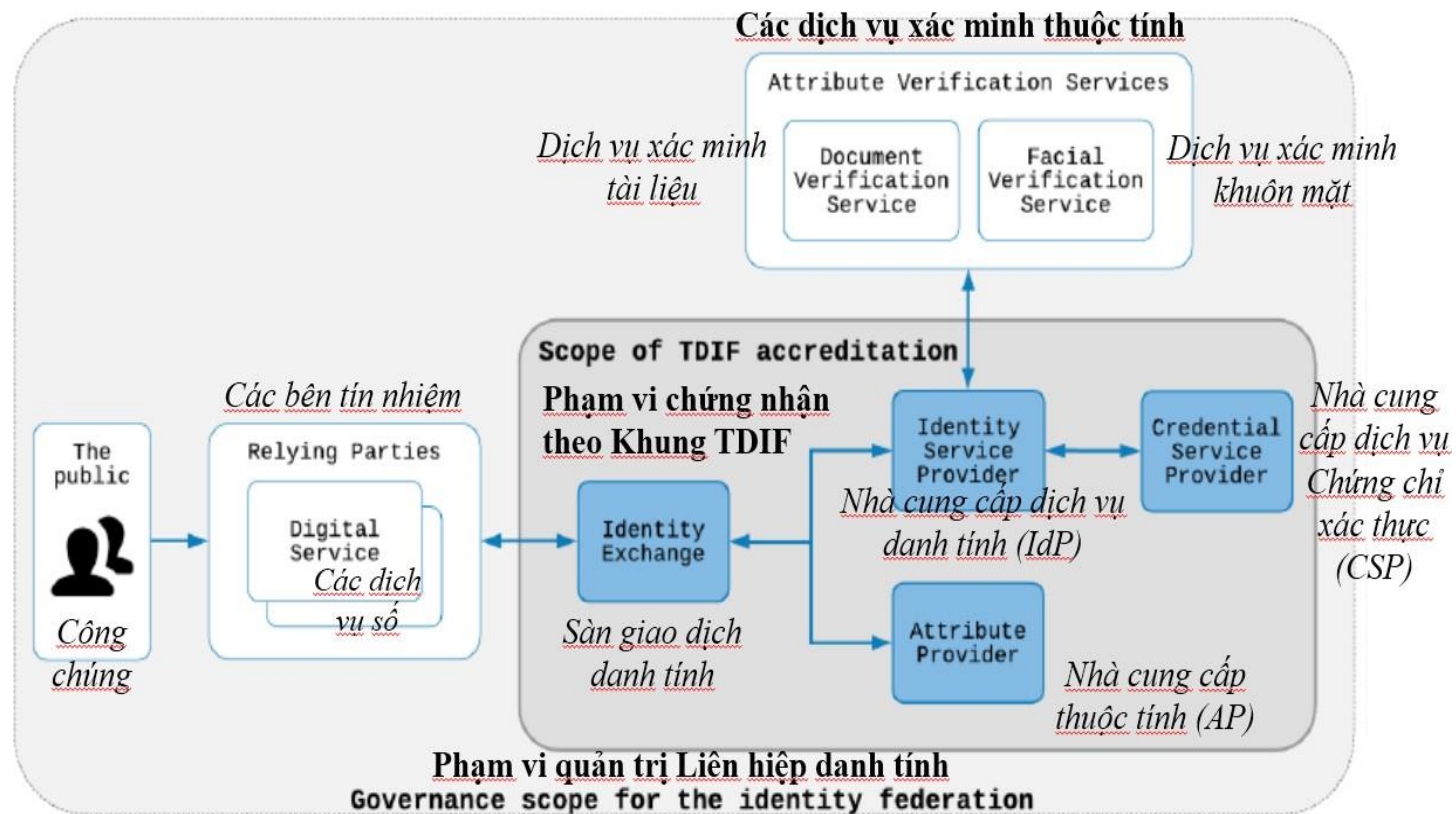 Các dịch vụ xác minh thuộc tính
Attribute Verification Services
Dịch vụ xác minh
tài liệu
Document
Verification
Service
Facial
Verification
Service
Dịch vụ xác minh
khuôn mặt
Scope of TDIF accreditation
Phạm vi chứng nhận
theo Khung TDIF
Các bên tín nhiệm
The
public
Công
chúng
Relying Parties
Digital
Service
Các dịch
vụ số
Identity
Exchange
Sàn giao dịch
danh tính
Identity
Service
Provider
Nhà cung cấp dịch vụ
danh tính (IdP)
Credential
Service
Provider
Nhà cung
cấp dịch vụ
Chứng chỉ
xác thực
(CSP)
Attribute
Provider
Nhà cung cấp
thuộc tính (AP)
Phạm vi quản trị Liên hiệp danh tính
Governance scope for the identity federation